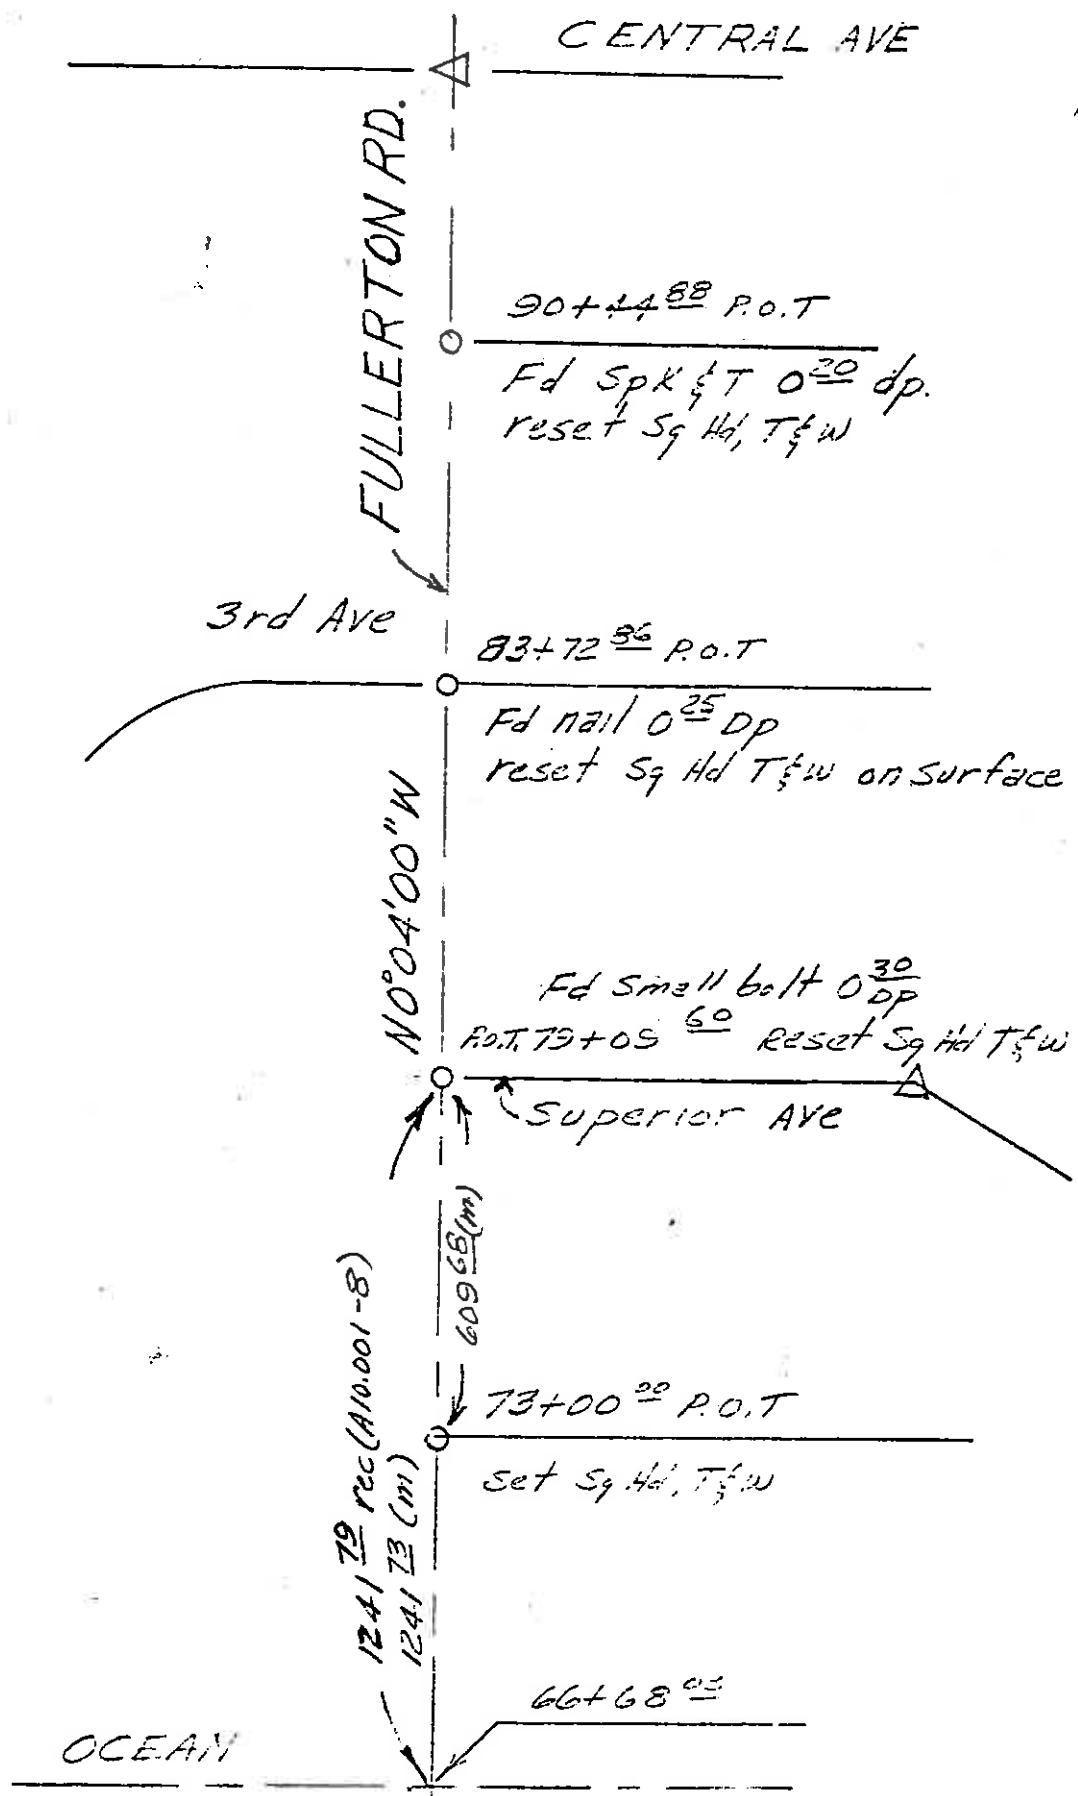 CENTRAL AVE
FULLERTON RD.
90+44 88 P.O.T
Fd Spk & T 0 20 dp.
reset Sq Hd, T & W
3rd Ave
83+72 36 P.O.T
Fd nail 0 25 Dp
reset Sq Hd T & W on surface
N0°04'00"W
Fd small bolt 0 30 DP
P.O.T. 79+09 60 Reset Sq Hd T & W
Superior Ave
609 68 (m)
1241 79 rec (A10.001-8)
1241 73 (m)
73+00 00 P.O.T
set Sq Hd, T & W
66+68
OCEAN